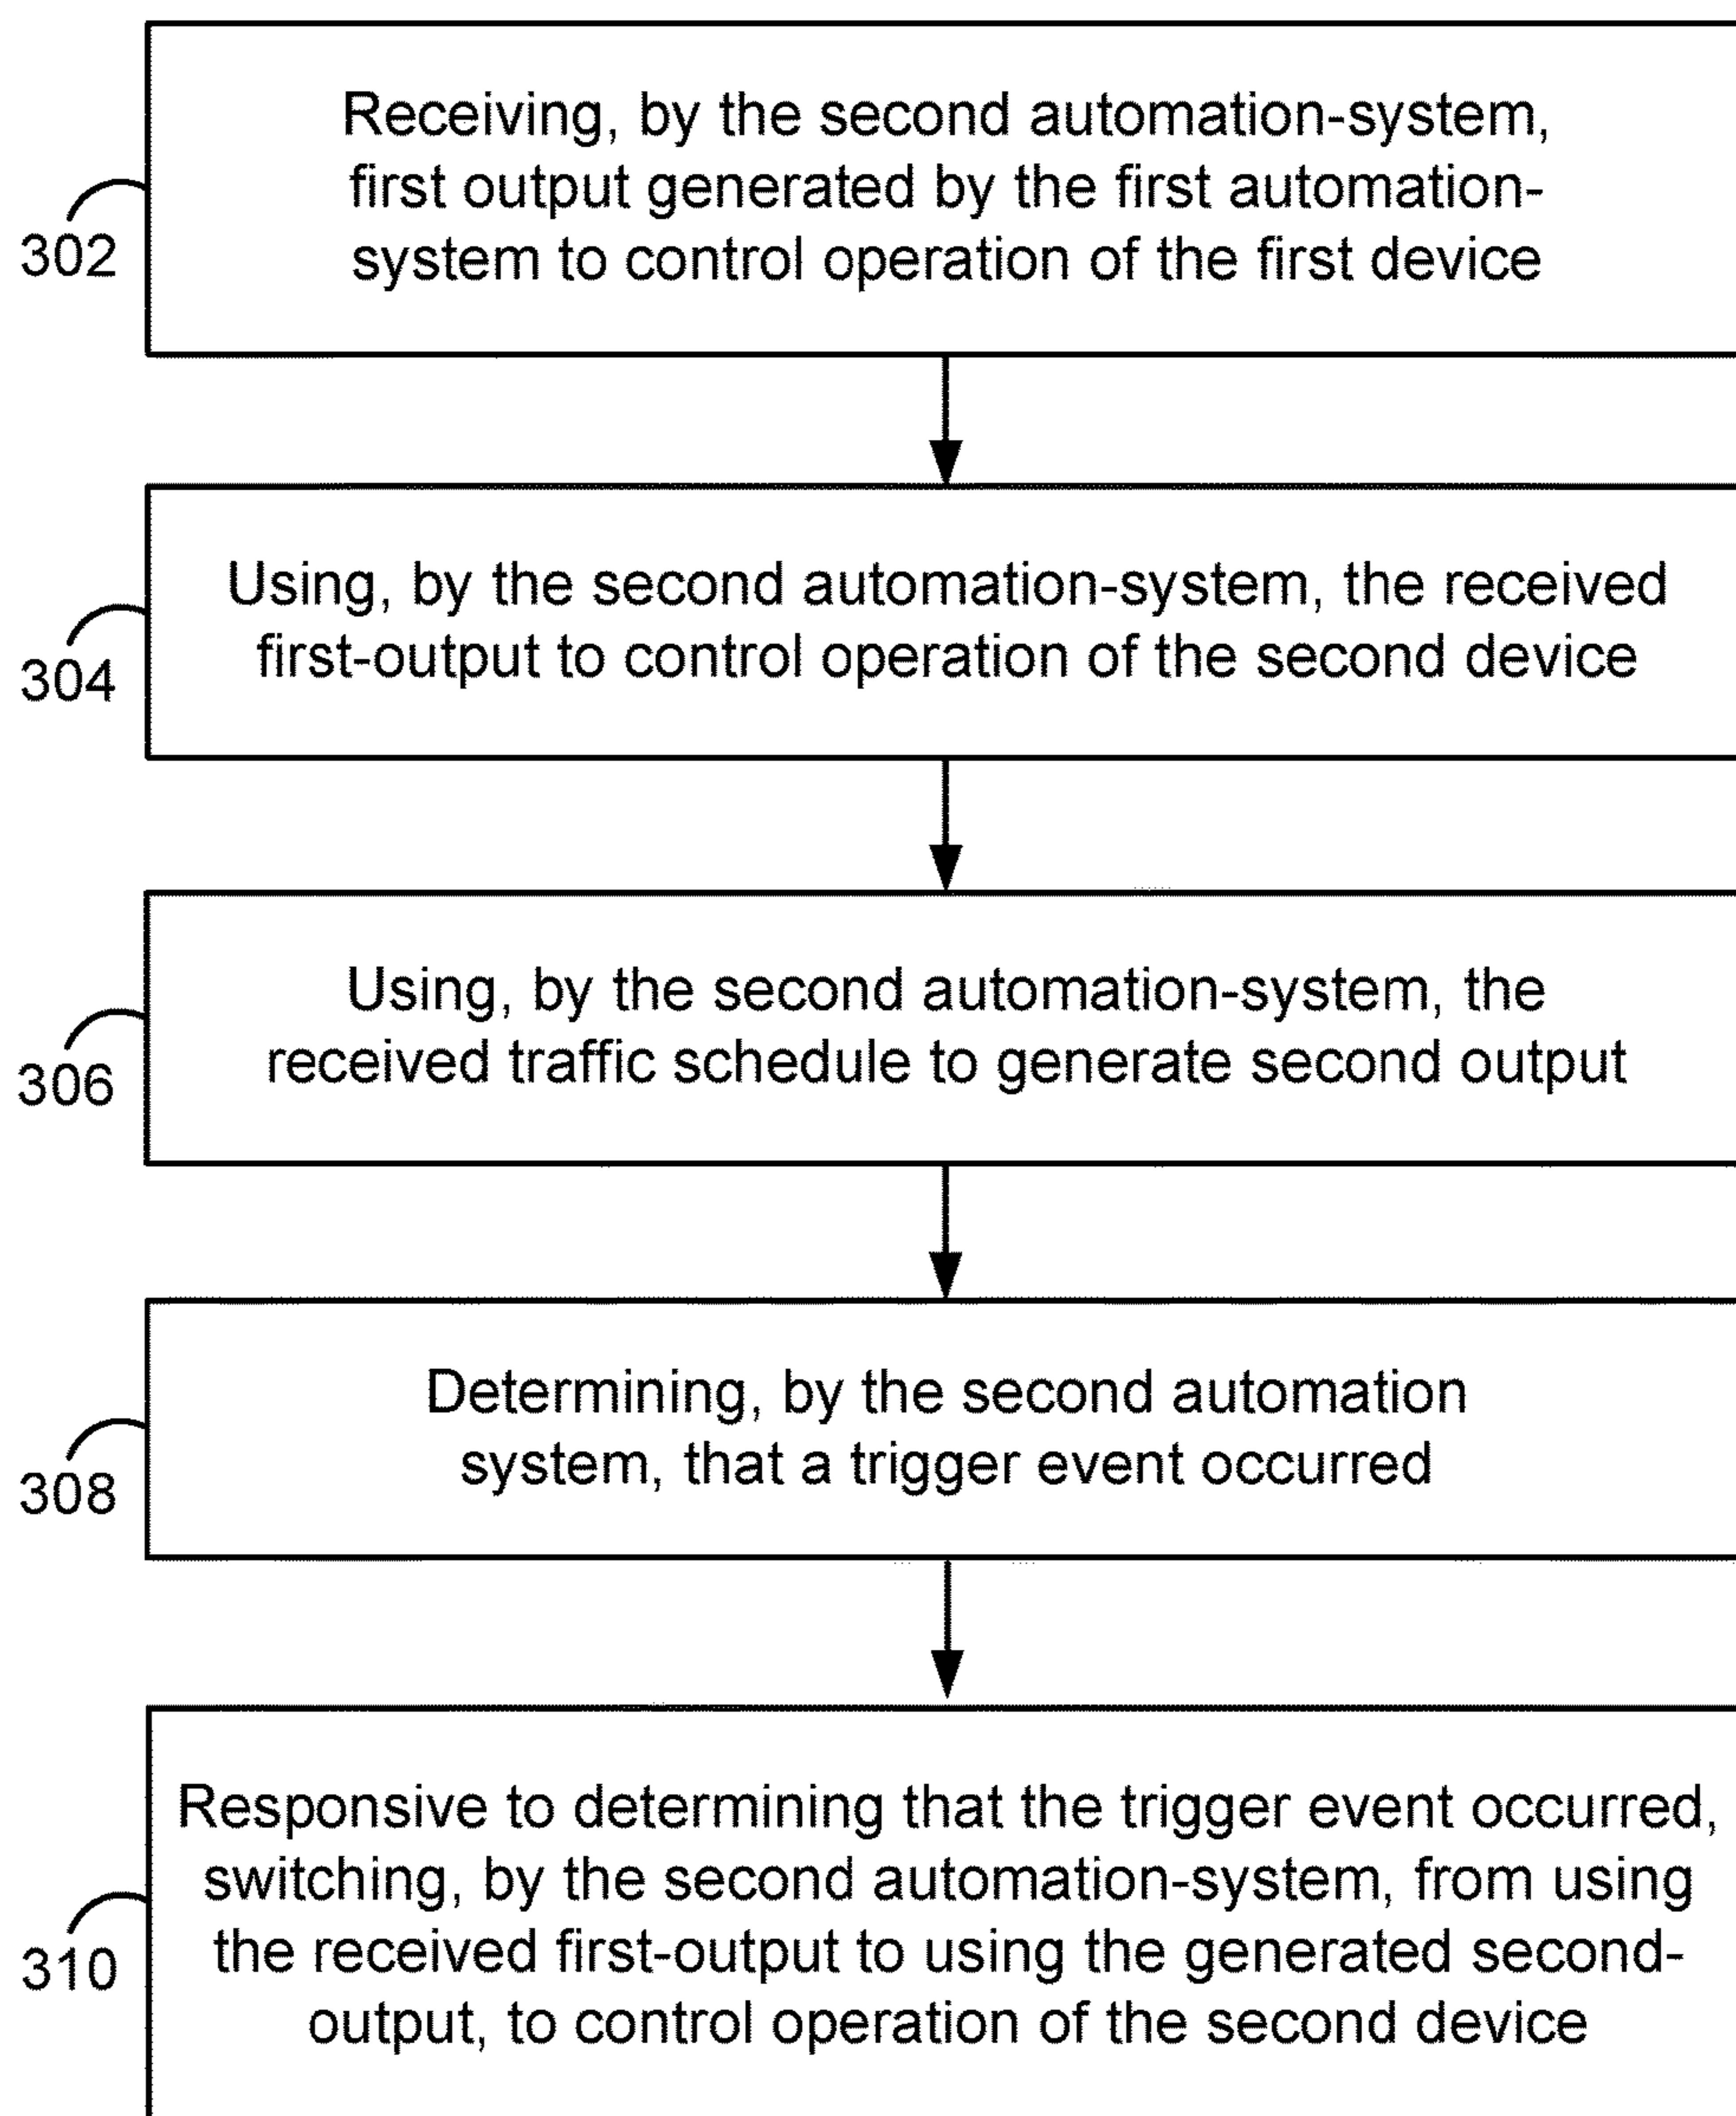 Receiving, by the second automation-system,
first output generated by the first automation-
system to control operation of the first device
302
Using, by the second automation-system, the received
first-output to control operation of the second device
304
Using, by the second automation-system, the
received traffic schedule to generate second output
306
Determining, by the second automation
system, that a trigger event occurred
308
Responsive to determining that the trigger event occurred,
switching, by the second automation-system, from using
the received first-output to using the generated second-
output, to control operation of the second device
310